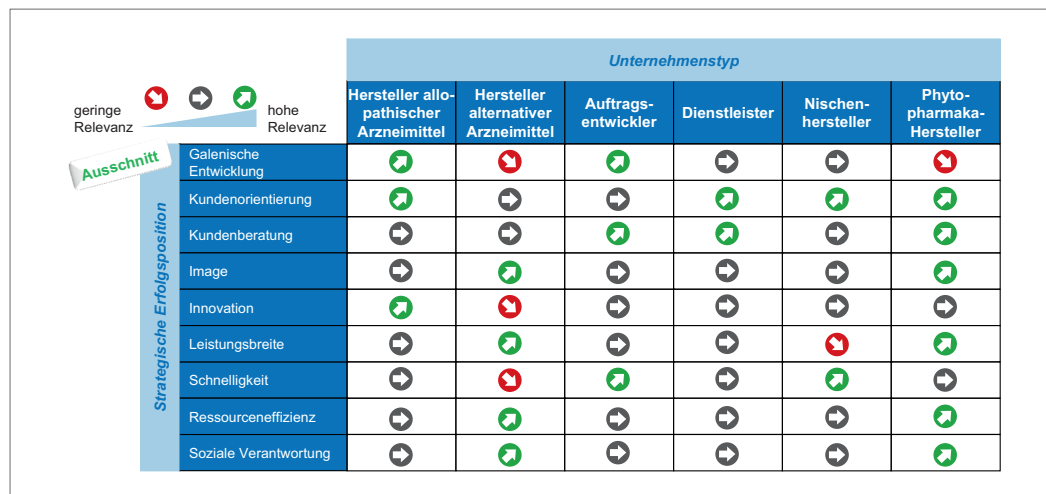 Unternehmenstyp
geringe
Relevanz
hohe
Relevanz
Hersteller allo-
pathischer
Arzneimittel
Hersteller
alternativer
Arzneimittel
Auftrags-
entwickler
Dienstleister
Nischen-
hersteller
Phyto-
pharmaka-
Hersteller
Ausschnitt
Strategische Erfolgsposition
Galenische
Entwicklung
Kundenorientierung
Kundenberatung
Image
Innovation
Leistungsbreite
Schnelligkeit
Ressourceneffizienz
Soziale Verantwortung